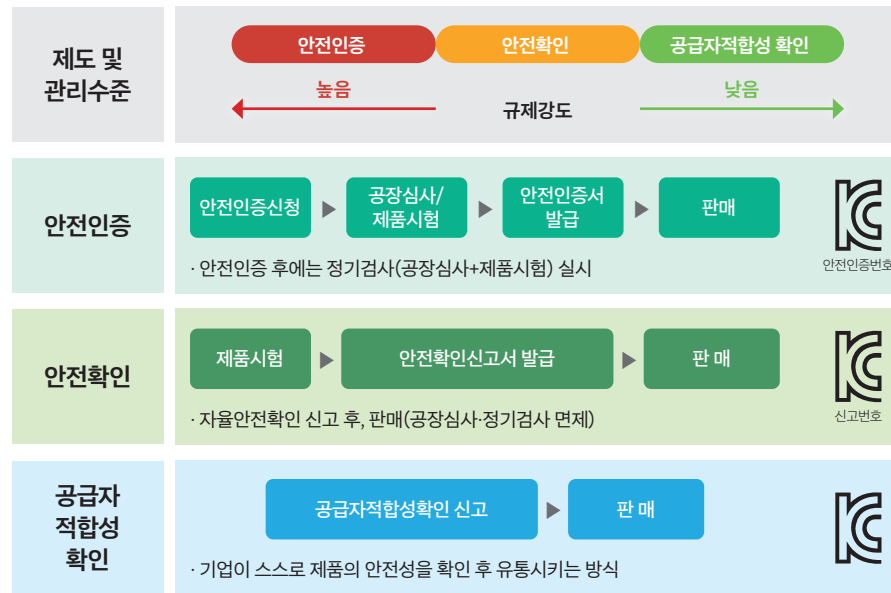 제도 및
관리수준
안전인증
안전확인
공급자적합성 확인
높음
규제강도
낮음
안전인증
안전인증신청
공장심사/
제품시험
안전인증서
발급
판매
· 안전인증 후에는 정기검사(공장심사+제품시험) 실시
안전인증번호
안전확인
제품시험
안전확인신고서 발급
판 매
· 자율안전확인 신고 후, 판매(공장심사·정기검사 면제)
신고번호
공급자
적합성
확인
공급자적합성확인 신고
판 매
· 기업이 스스로 제품의 안전성을 확인 후 유통시키는 방식